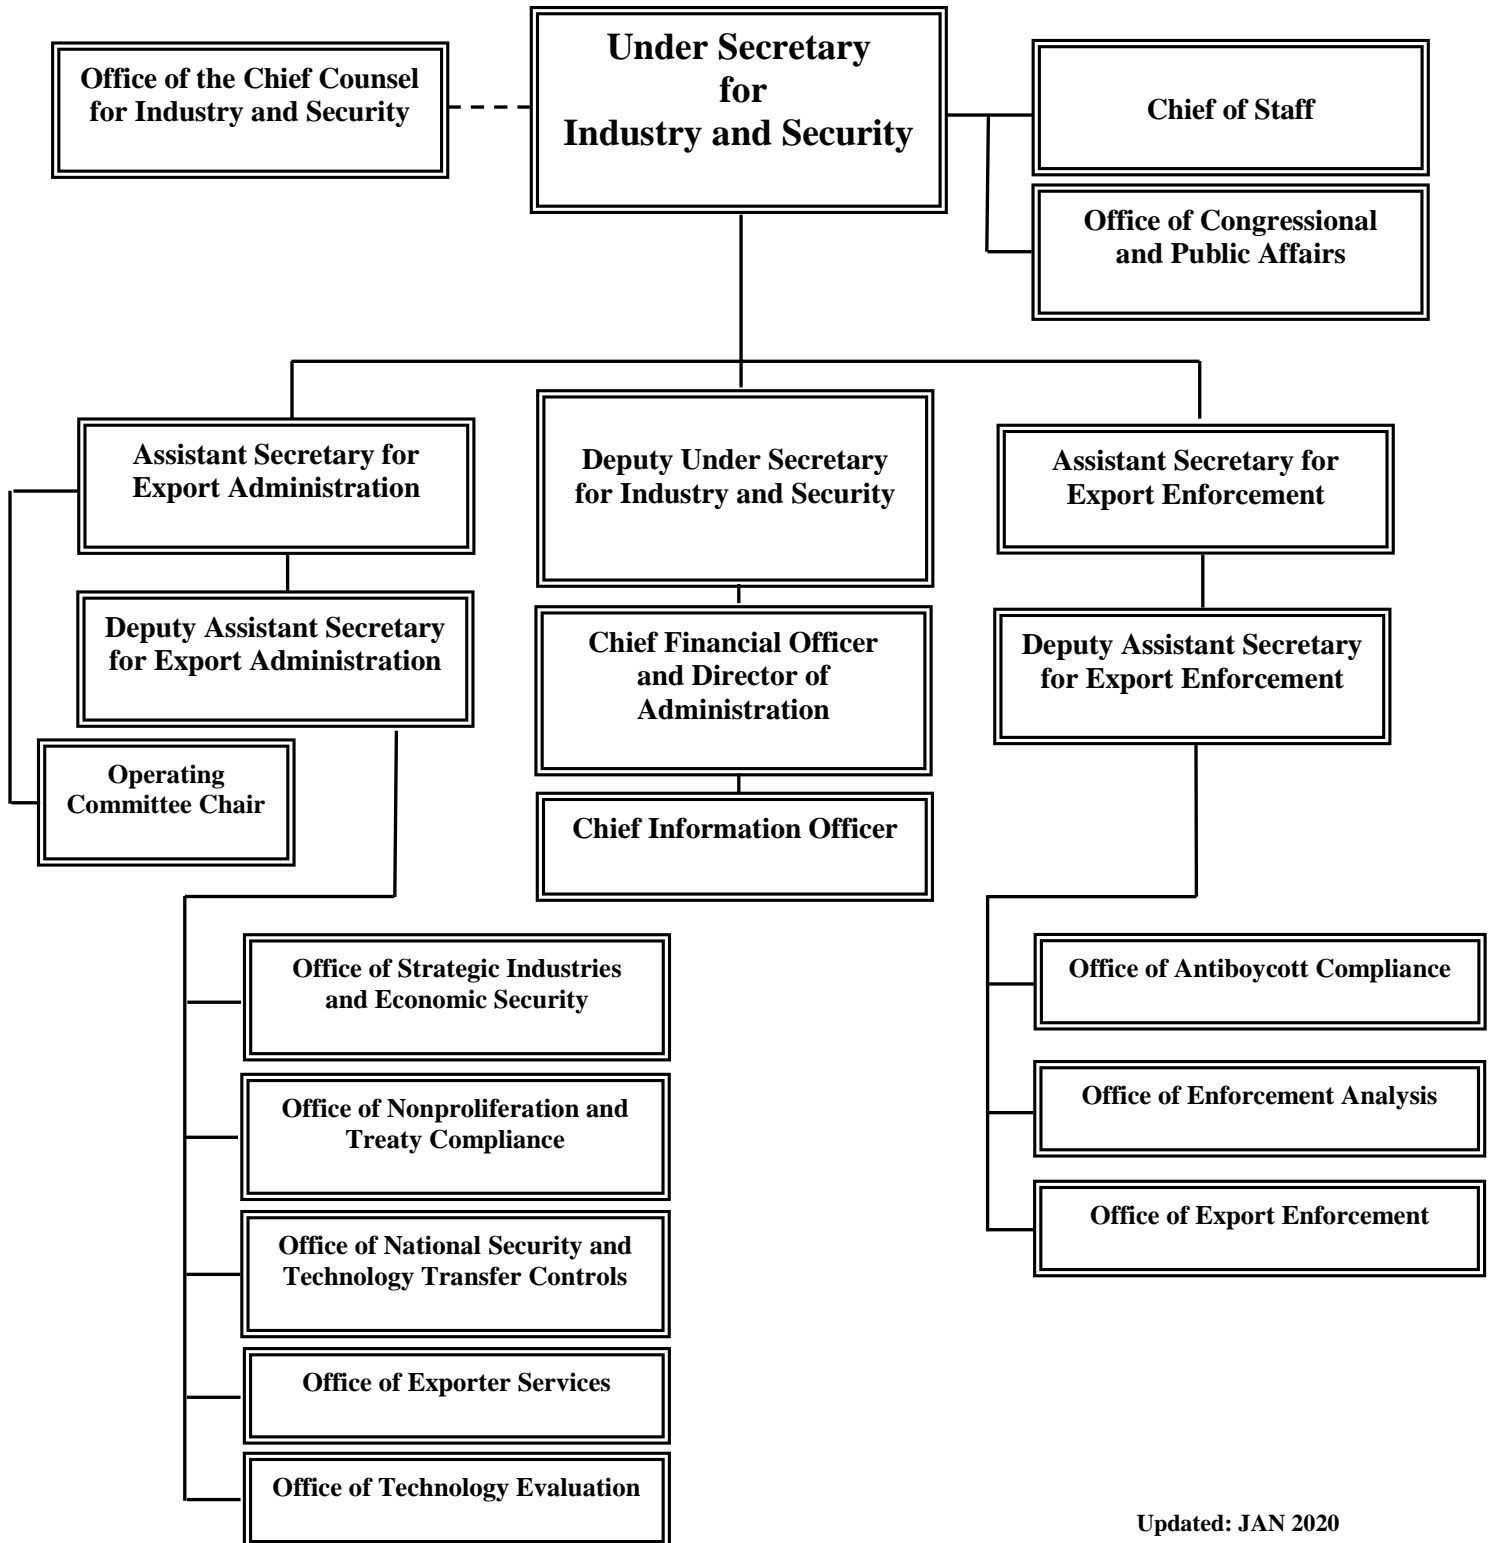 Under Secretary
for
Industry and Security
Office of the Chief Counsel
for Industry and Security
Chief of Staff
Office of Congressional
and Public Affairs
Assistant Secretary for
Export Administration
Deputy Under Secretary
for Industry and Security
Assistant Secretary for
Export Enforcement
Deputy Assistant Secretary
for Export Administration
Chief Financial Officer
and Director of
Administration
Deputy Assistant Secretary
for Export Enforcement
Operating
Committee Chair
Chief Information Officer
Office of Strategic Industries
and Economic Security
Office of Nonproliferation and
Treaty Compliance
Office of National Security and
Technology Transfer Controls
Office of Exporter Services
Office of Technology Evaluation
Office of Antiboycott Compliance
Office of Enforcement Analysis
Office of Export Enforcement
Updated: JAN 2020